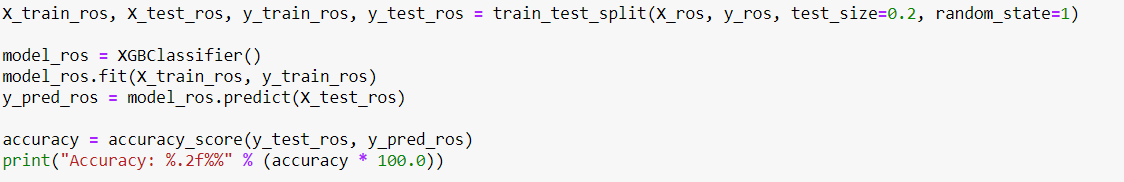 X_train_ros, X_test_ros, y_train_ros, y_test_ros = train_test_split(X_ros, y_ros, test_size=0.2, random_state=1)
model_ros = XGBClassifier()
model_ros.fit(X_train_ros, y_train_ros)
y_pred_ros = model_ros.predict(X_test_ros)
accuracy = accuracy_score(y_test_ros, y_pred_ros)
print("Accuracy: %.2f%%" % (accuracy * 100.0))